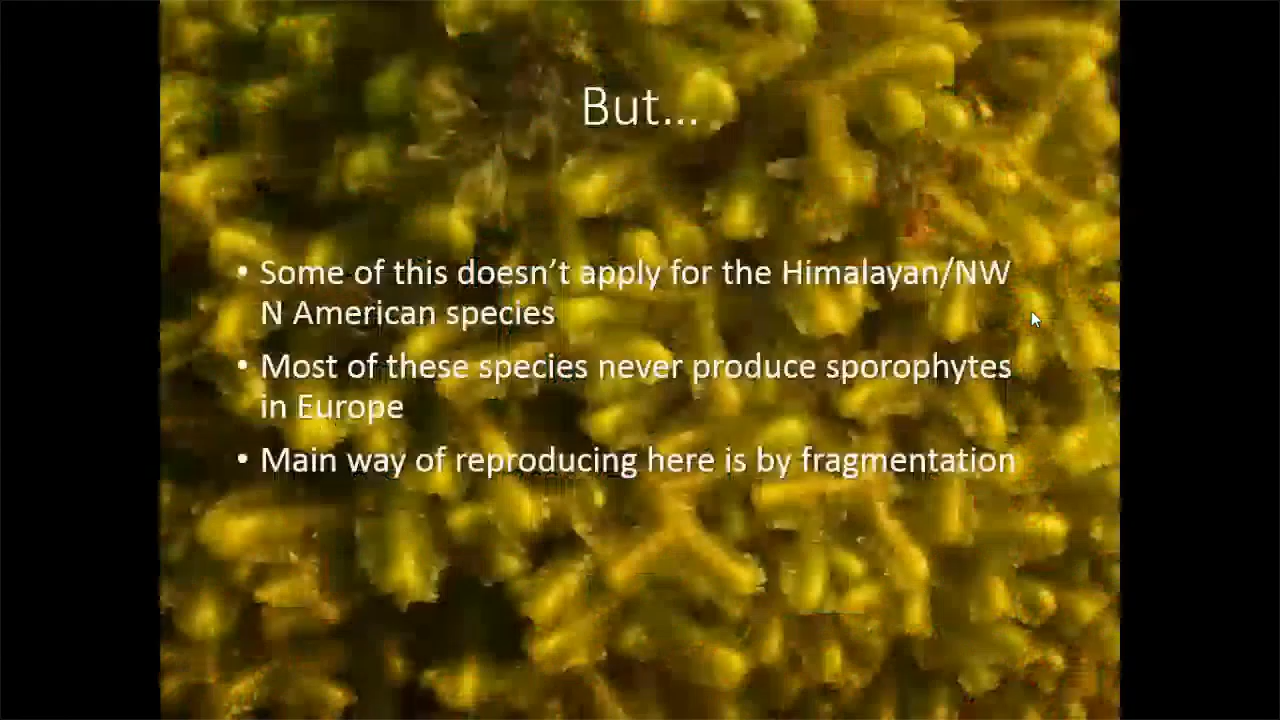 But...
• Some of this doesn’t apply for the Himalayan/NW
N American species
• Most of these species never produce sporophytes
in Europe
• Main way of reproducing here is by fragmentation